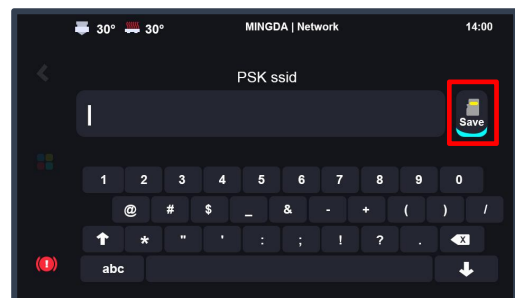 30° 30° MINGDA | Network 14:00
PSK ssid
Save
1 2 3 4 5 6 7 8 9 0
@ # $ _ & - + ( ) /
* " ' : ; ! ? .
abc